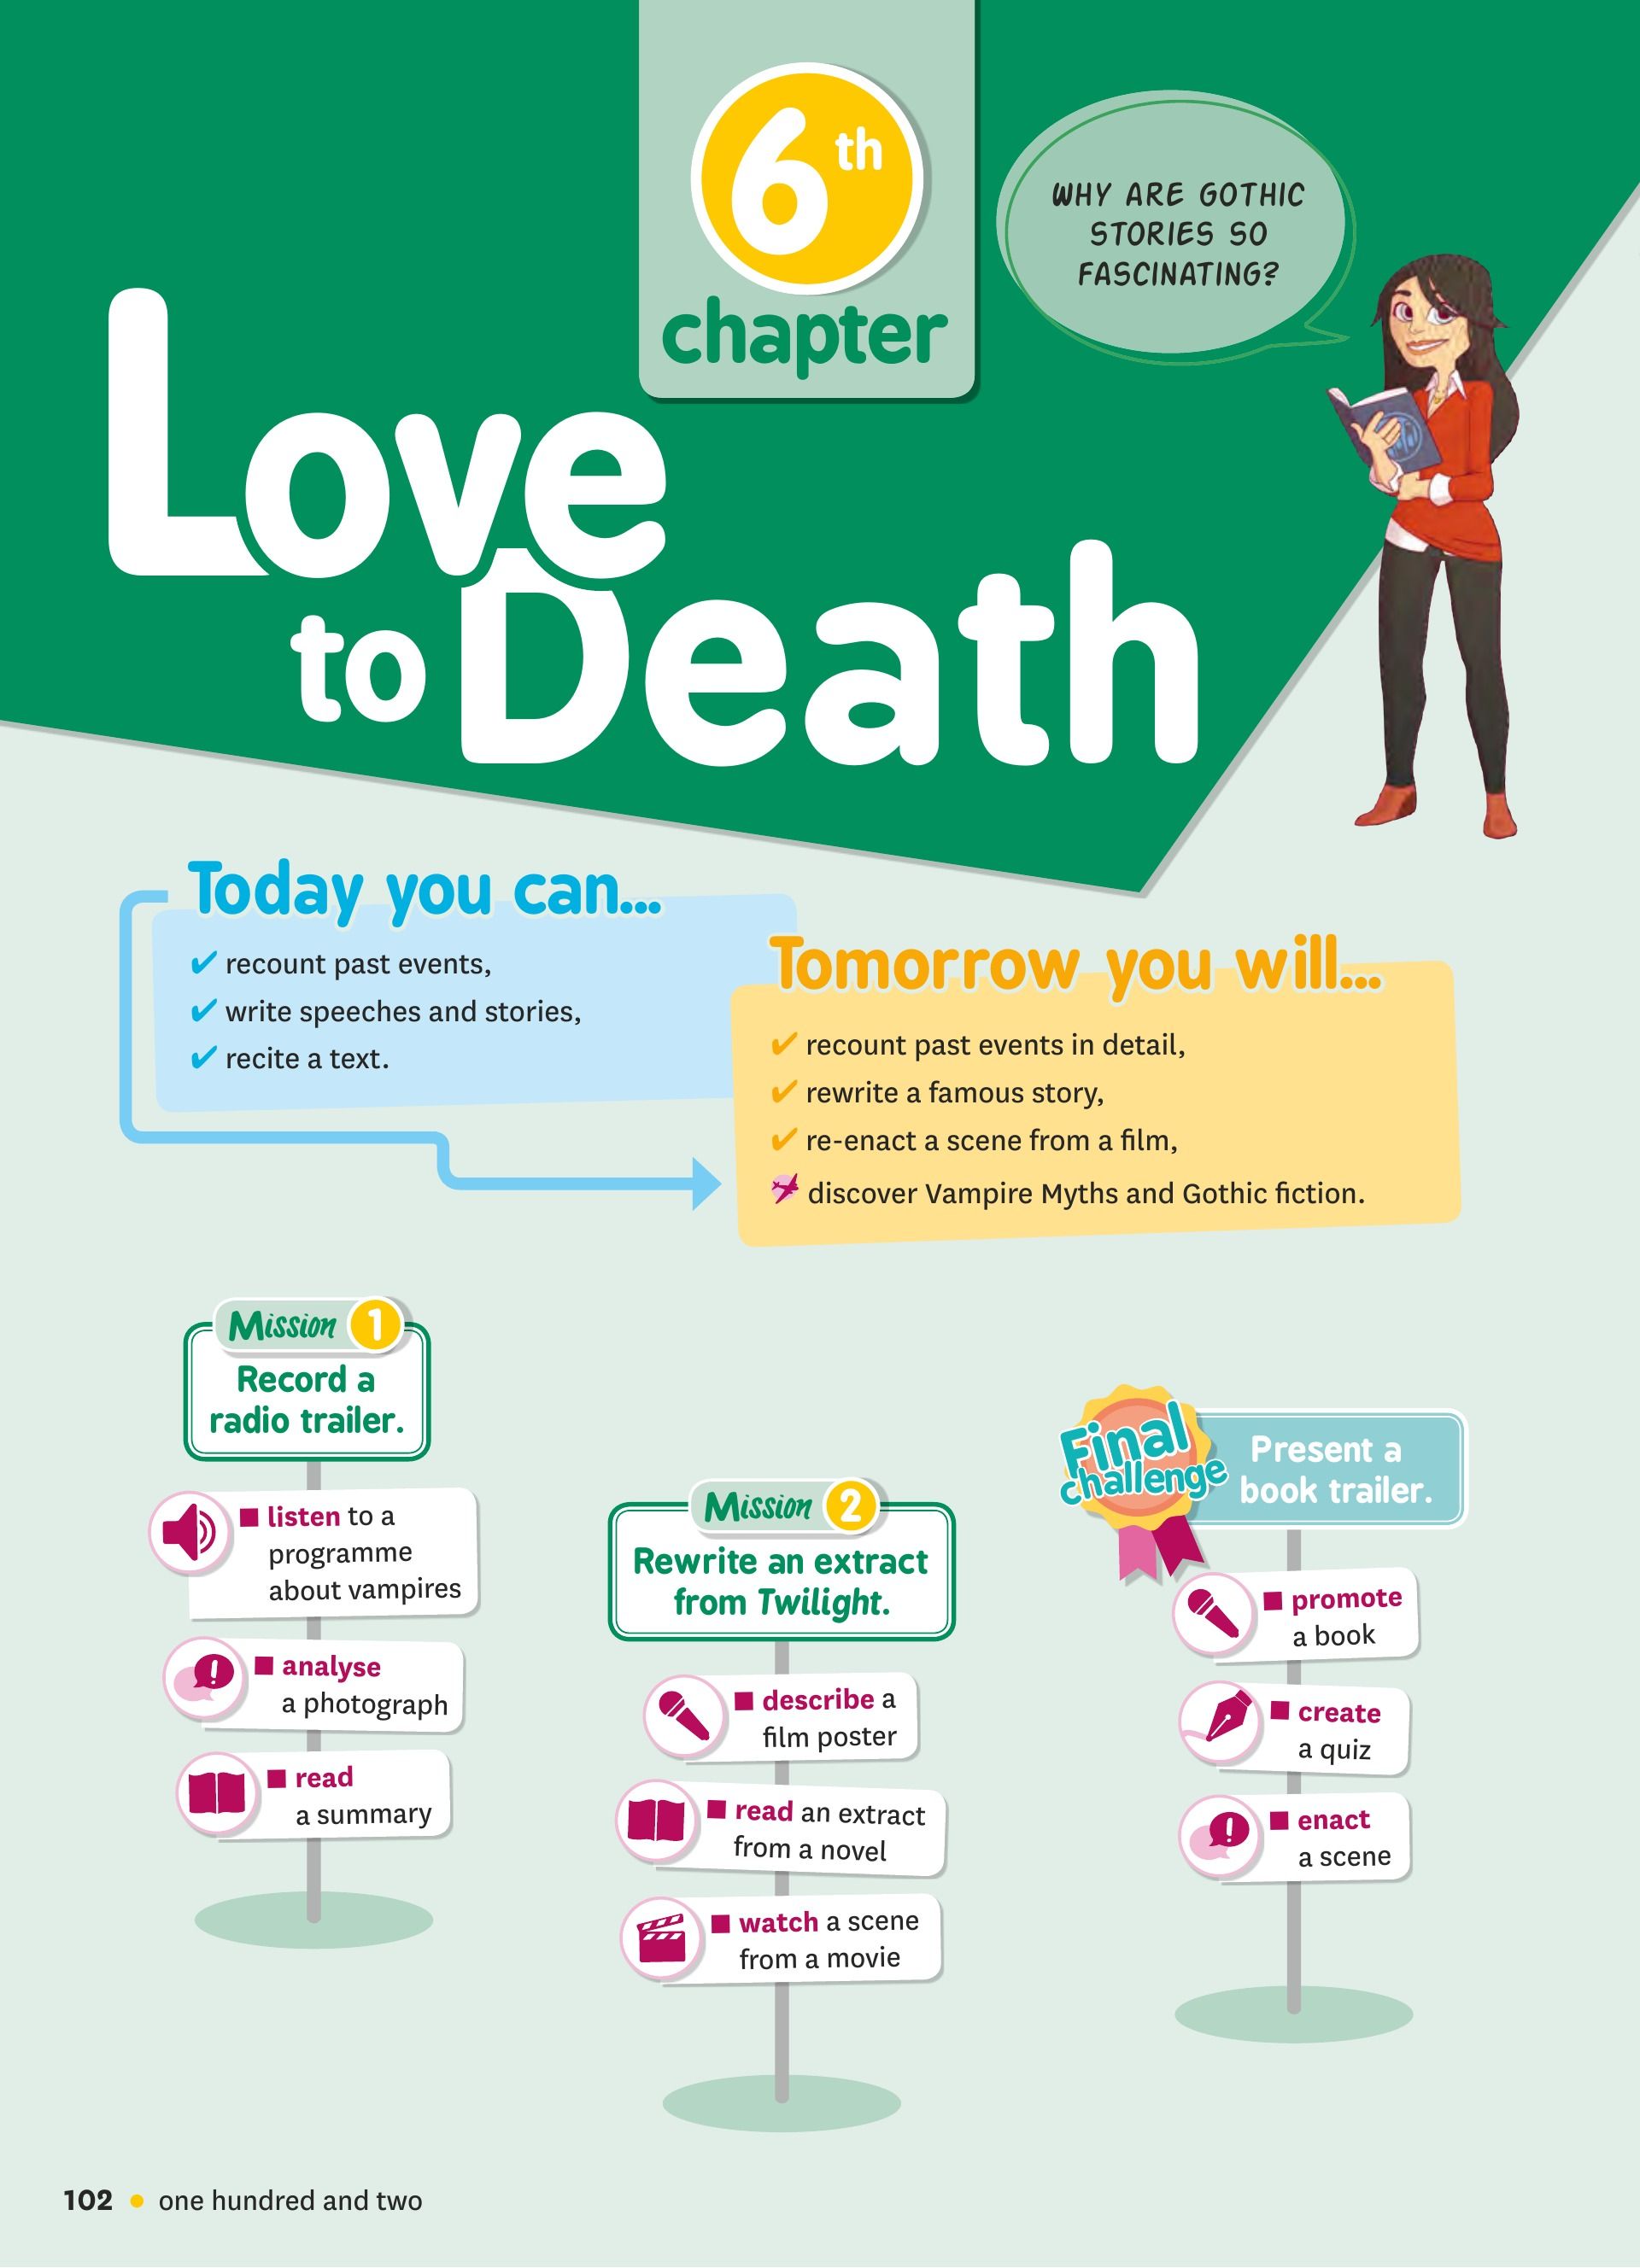 6th
chapter
WHY ARE GOTHIC
STORIES SO
FASCINATING?
Love
to Death
Today you can...
✔ recount past events,
✔ write speeches and stories,
✔ recite a text.
Tomorrow you will...
✔ recount past events in detail,
✔ rewrite a famous story,
✔ re-enact a scene from a film,
discover Vampire Myths and Gothic fiction.
Mission 1
Record a
radio trailer.
■ listen to a
programme
about vampires
■ analyse
a photograph
■ read
a summary
Mission 2
Rewrite an extract
from Twilight.
■ describe a
film poster
■ read an extract
from a novel
■ watch a scene
from a movie
Final
challenge
Present a
book trailer.
■ promote
a book
■ create
a quiz
■ enact
a scene
102 • one hundred and two